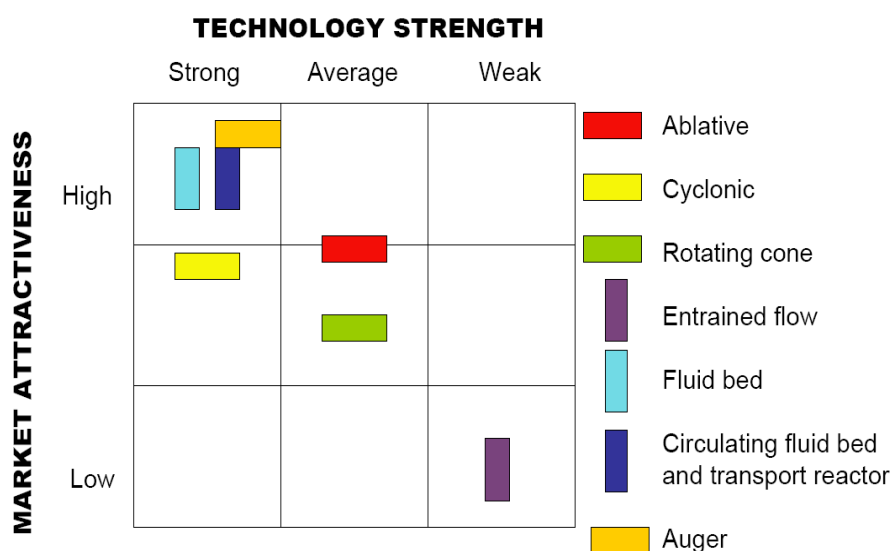 TECHNOLOGY STRENGTH
Strong Average Weak
MARKET ATTRACTIVENESS
High
Low
Ablative
Cyclonic
Rotating cone
Entrained flow
Fluid bed
Circulating fluid bed
and transport reactor
Auger